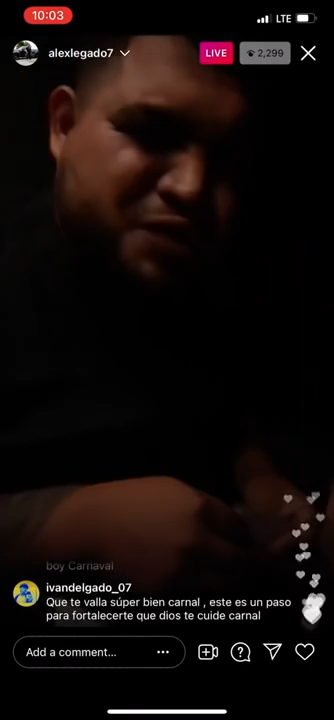 10:03
LTE
alexlegado7
LIVE
2,299
boy Carnaval
ivandelgado_07
Que te valla súper bien carnal , este es un paso
para fortalecerte que dios te cuide carnal
Add a comment...